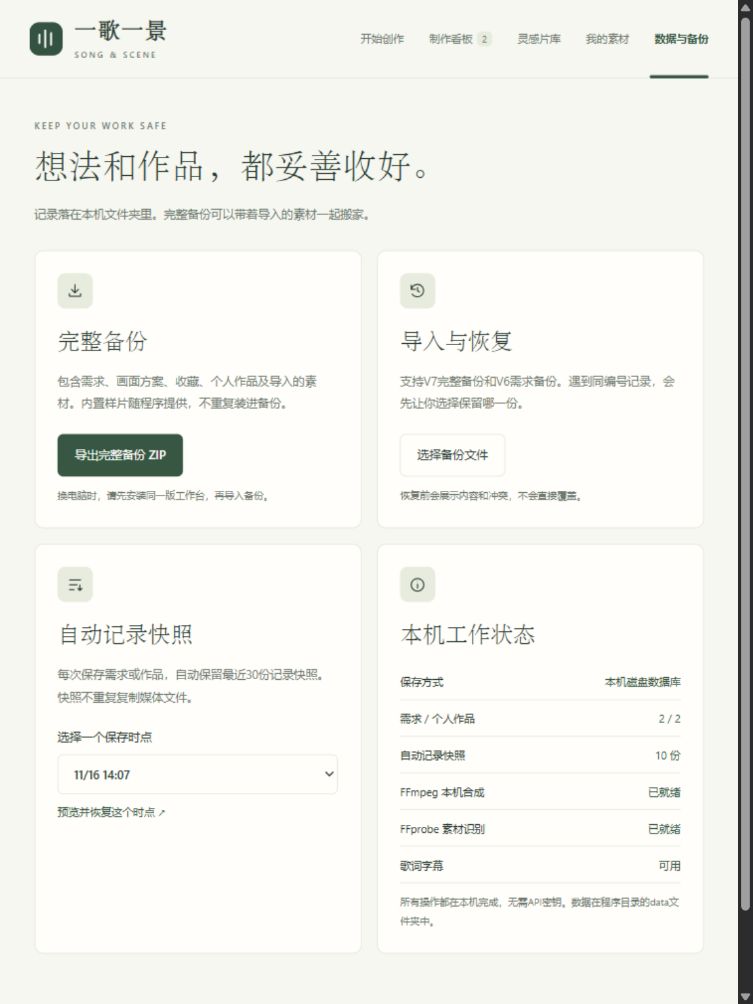 一歌一景
SONG & SCENE
开始创作
制作看板 2
灵感片库
我的素材
数据与备份
KEEP YOUR WORK SAFE
想法和作品，都妥善收好。
记录落在本机文件夹里。完整备份可以带着导入的素材一起搬家。
完整备份
包含需求、画面方案、收藏、个人作品及导入的素
材。内置样片随程序提供，不重复装进备份。
导出完整备份 ZIP
换电脑时，请先安装同一版工作台，再导入备份。
导入与恢复
支持V7完整备份和V6需求备份。遇到同编号记录，会
先让你选择保留哪一份。
选择备份文件
恢复前会展示内容和冲突，不会直接覆盖。
自动记录快照
每次保存需求或作品，自动保留最近30份记录快照。
快照不重复复制媒体文件。
选择一个保存时点
11/16 14:07
预览并恢复这个时点 ↗
本机工作状态
保存方式 本机磁盘数据库
需求 / 个人作品 2 / 2
自动记录快照 10 份
FFmpeg 本机合成 已就绪
FFprobe 素材识别 已就绪
歌词字幕 可用
所有操作都在本机完成，无需API密钥。数据在程序目录的data文
件夹中。